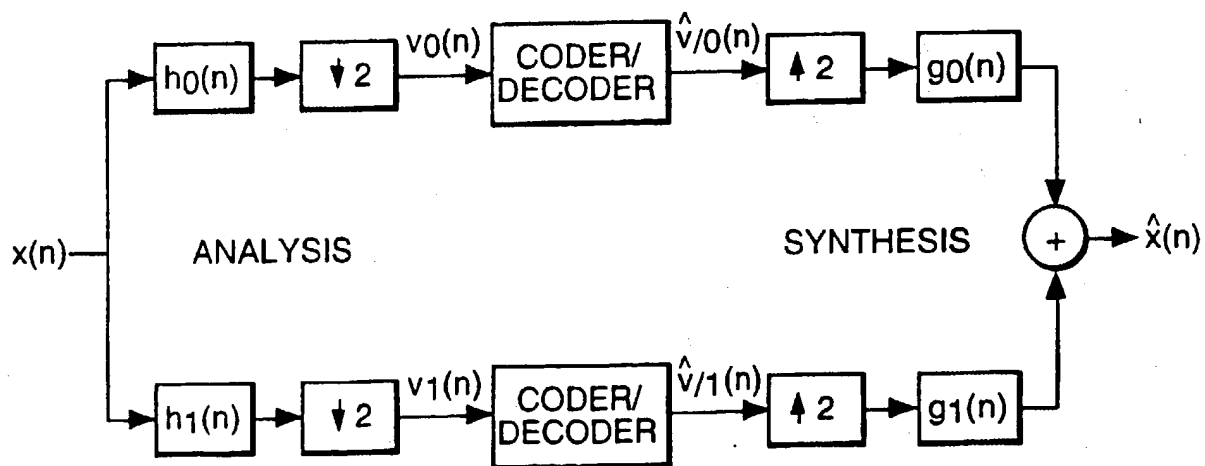 h0(n) ↓ 2 v0(n) CODER/ DECODER v̂/0(n) ↑ 2 g0(n)
x(n) ANALYSIS SYNTHESIS + x̂(n)
h1(n) ↓ 2 v1(n) CODER/ DECODER v̂/1(n) ↑ 2 g1(n)